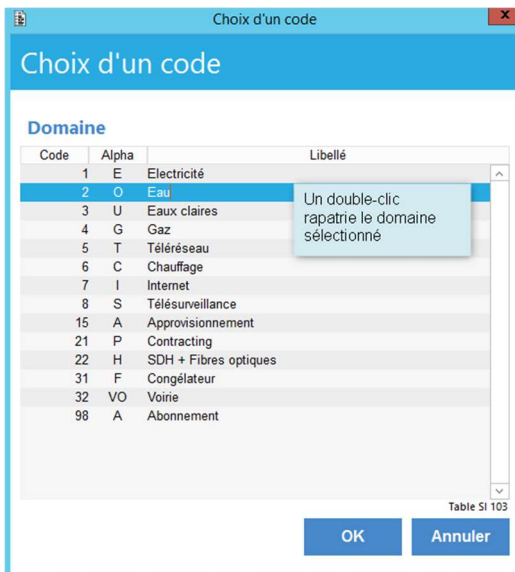 Choix d'un code
Choix d'un code
Domaine
Code Alpha Libellé
1 E Electricité
2 O Eau
3 U Eaux claires
4 G Gaz
5 T Téléréseau
6 C Chauffage
7 I Internet
8 S Télésurveillance
15 A Approvisionnement
21 P Contracting
22 H SDH + Fibres optiques
31 F Congélateur
32 VO Voirie
98 A Abonnement
Un double-clic
rapatrie le domaine
sélectionné
Table SI 103
OK Annuler